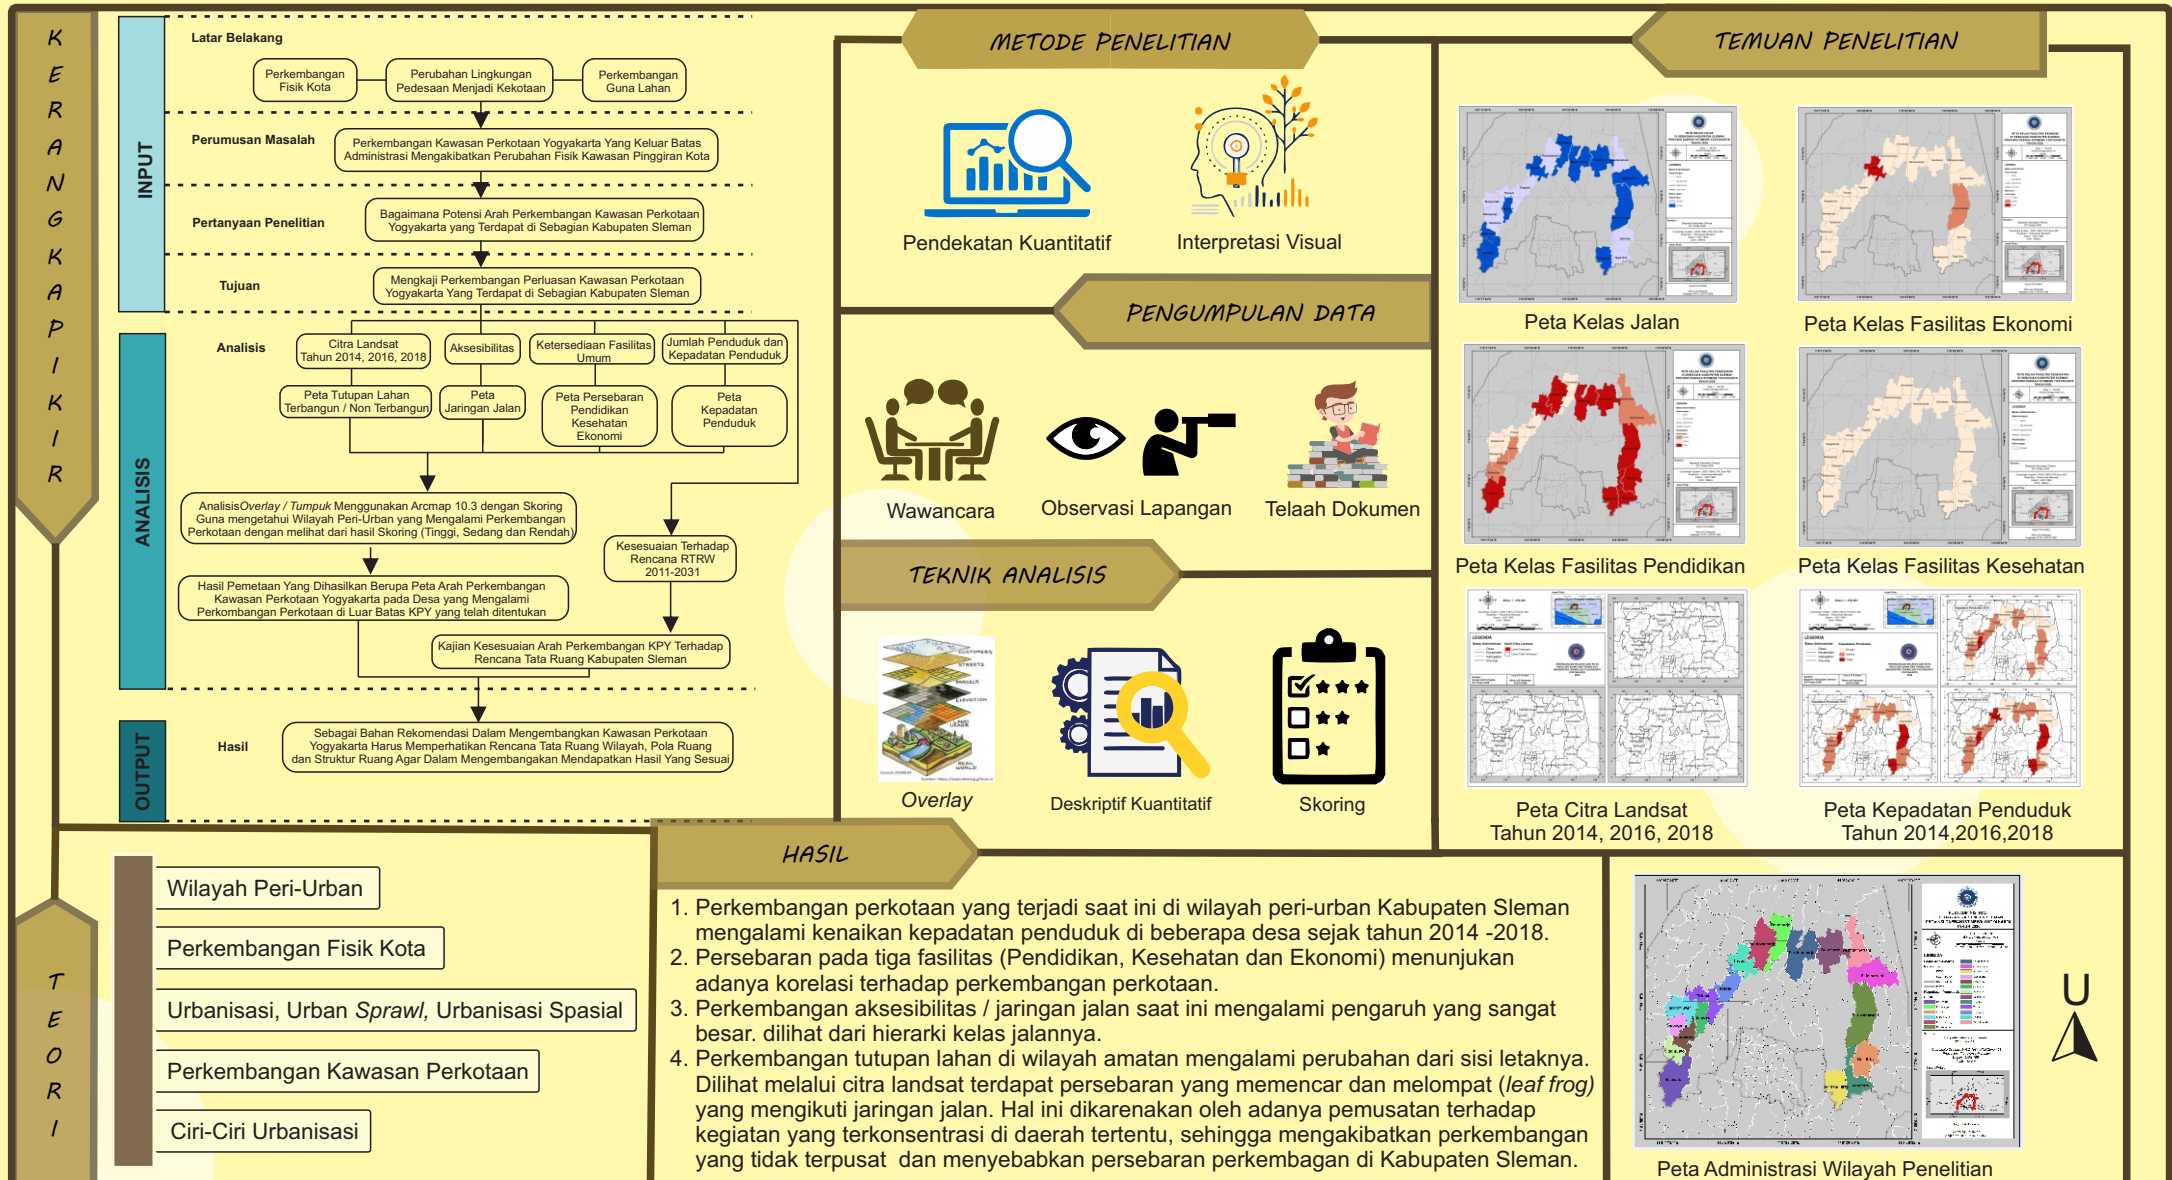 KERANGKA PIKIR
INPUT
Latar Belakang
Perkembangan
Fisik Kota
Perubahan Lingkungan
Pedesaan Menjadi Kekotaan
Perkembangan
Guna Lahan
Perumusan Masalah
Perkembangan Kawasan Perkotaan Yogyakarta Yang Keluar Batas
Administrasi Mengakibatkan Perubahan Fisik Kawasan Pinggiran Kota
Pertanyaan Penelitian
Bagaimana Potensi Arah Perkembangan Kawasan Perkotaan
Yogyakarta yang Terdapat di Sebagian Kabupaten Sleman
Tujuan
Mengkaji Perkembangan Perluasan Kawasan Perkotaan
Yogyakarta Yang Terdapat di Sebagian Kabupaten Sleman
ANALISIS
Analisis
Citra Landsat
Tahun 2014, 2016, 2018
Aksesibilitas
Ketersediaan Fasilitas
Umum
Jumlah Penduduk dan
Kepadatan Penduduk
Peta Tutupan Lahan
Terbangun / Non Terbangun
Peta
Jaringan Jalan
Peta Persebaran
Pendidikan
Kesehatan
Ekonomi
Peta
Kepadatan
Penduduk
AnalisisOverlay / Tumpuk Menggunakan Arcmap 10.3 dengan Skoring
Guna mengetahui Wilayah Peri-Urban yang Mengalami Perkembangan
Perkotaan dengan melihat dari hasil Skoring (Tinggi, Sedang dan Rendah)
Kesesuaian Terhadap
Rencana RTRW
2011-2031
Hasil Pemetaan Yang Dihasilkan Berupa Peta Arah Perkembangan
Kawasan Perkotaan Yogyakarta pada Desa yang Mengalami
Perkombangan Perkotaan di Luar Batas KPY yang telah ditentukan
Kajian Kesesuaian Arah Perkembangan KPY Terhadap
Rencana Tata Ruang Kabupaten Sleman
OUTPUT
Hasil
Sebagai Bahan Rekomendasi Dalam Mengembangkan Kawasan Perkotaan
Yogyakarta Harus Memperhatikan Rencana Tata Ruang Wilayah, Pola Ruang
dan Struktur Ruang Agar Dalam Mengembangakan Mendapatkan Hasil Yang Sesuai
METODE PENELITIAN
Pendekatan Kuantitatif
Interpretasi Visual
PENGUMPULAN DATA
Wawancara
Observasi Lapangan
Telaah Dokumen
TEKNIK ANALISIS
CUSTOMERS
STREETS
PARCELS
ELEVATION
LAND USAGE
REAL WORLD
Overlay
Deskriptif Kuantitatif
Skoring
TEMUAN PENELITIAN
Peta Kelas Jalan
Peta Kelas Fasilitas Ekonomi
Peta Kelas Fasilitas Pendidikan
Peta Kelas Fasilitas Kesehatan
LEGENDA
LEGENDA
Peta Citra Landsat
Tahun 2014, 2016, 2018
Peta Kepadatan Penduduk
Tahun 2014,2016,2018
TEORI
Wilayah Peri-Urban
Perkembangan Fisik Kota
Urbanisasi, Urban Sprawl, Urbanisasi Spasial
Perkembangan Kawasan Perkotaan
Ciri-Ciri Urbanisasi
HASIL
1. Perkembangan perkotaan yang terjadi saat ini di wilayah peri-urban Kabupaten Sleman
mengalami kenaikan kepadatan penduduk di beberapa desa sejak tahun 2014 -2018.
2. Persebaran pada tiga fasilitas (Pendidikan, Kesehatan dan Ekonomi) menunjukan
adanya korelasi terhadap perkembangan perkotaan.
3. Perkembangan aksesibilitas / jaringan jalan saat ini mengalami pengaruh yang sangat
besar. dilihat dari hierarki kelas jalannya.
4. Perkembangan tutupan lahan di wilayah amatan mengalami perubahan dari sisi letaknya.
Dilihat melalui citra landsat terdapat persebaran yang memencar dan melompat (leaf frog)
yang mengikuti jaringan jalan. Hal ini dikarenakan oleh adanya pemusatan terhadap
kegiatan yang terkonsentrasi di daerah tertentu, sehingga mengakibatkan perkembangan
yang tidak terpusat dan menyebabkan persebaran perkembagan di Kabupaten Sleman.
U
Peta Administrasi Wilayah Penelitian